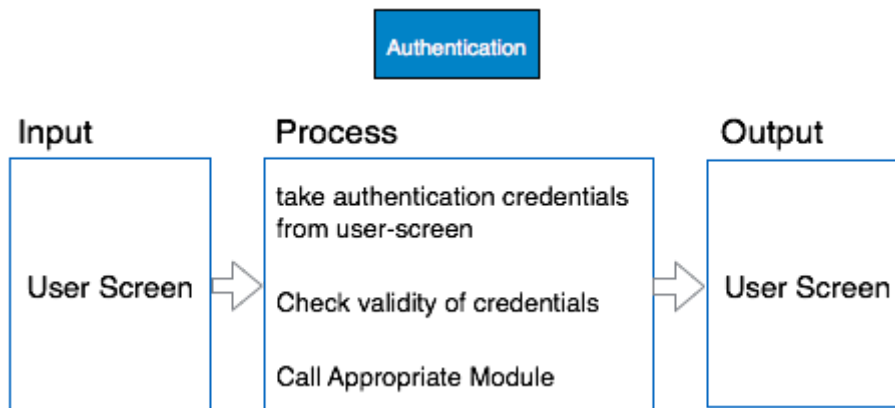 Authentication
Input
Process
Output
User Screen
take authentication credentials
from user-screen
Check validity of credentials
Call Appropriate Module
User Screen